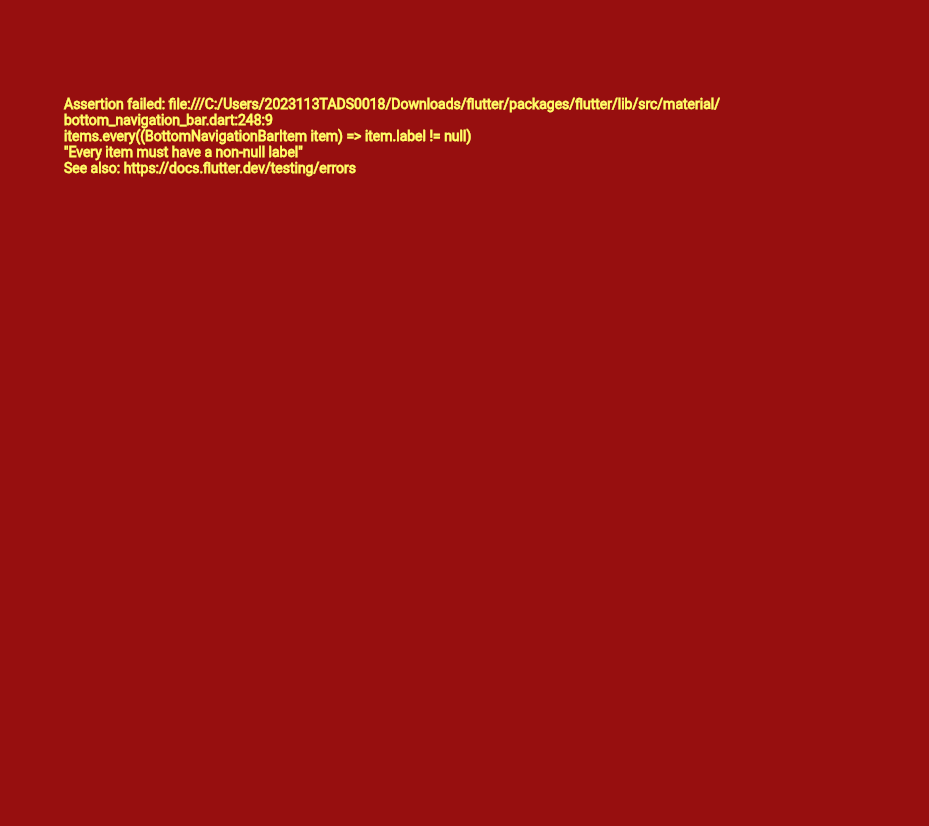 Assertion failed: file:///C:/Users/2023113TADS0018/Downloads/flutter/packages/flutter/lib/src/material/
bottom_navigation_bar.dart:248:9
items.every((BottomNavigationBarItem item) => item.label != null)
"Every item must have a non-null label"
See also: https://docs.flutter.dev/testing/errors